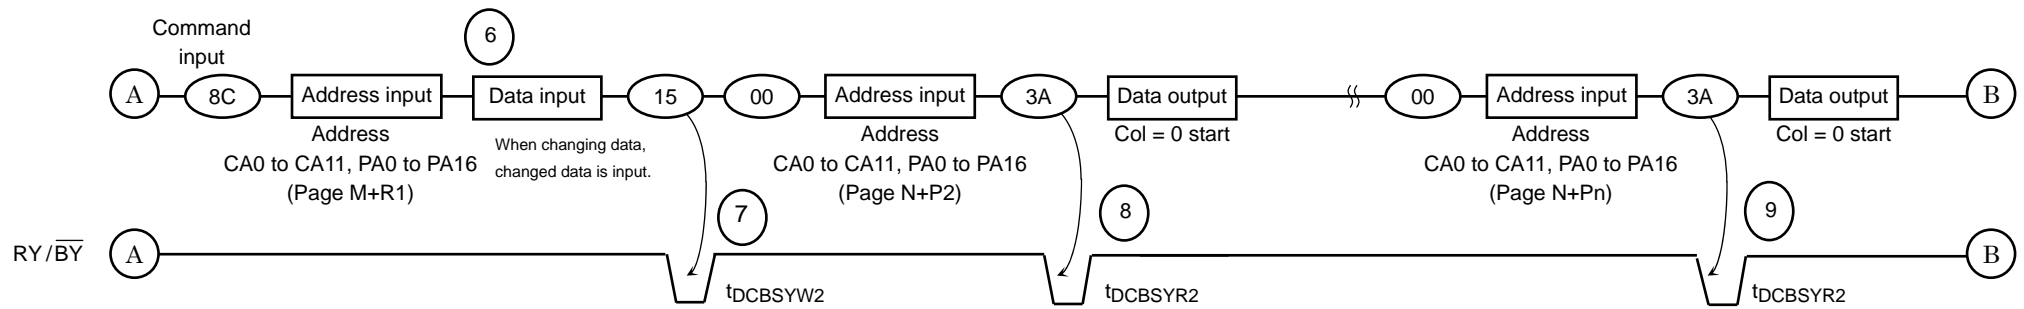 Command
input
6
A
8C
Address input
Data input
15
00
Address input
3A
Data output
00
Address input
3A
Data output
B
Address
CA0 to CA11, PA0 to PA16
(Page M+R1)
When changing data,
changed data is input.
Address
CA0 to CA11, PA0 to PA16
(Page N+P2)
Col = 0 start
Address
CA0 to CA11, PA0 to PA16
(Page N+Pn)
Col = 0 start
7
8
9
RY/BY
A
B
tDCBSYW2
tDCBSYR2
tDCBSYR2